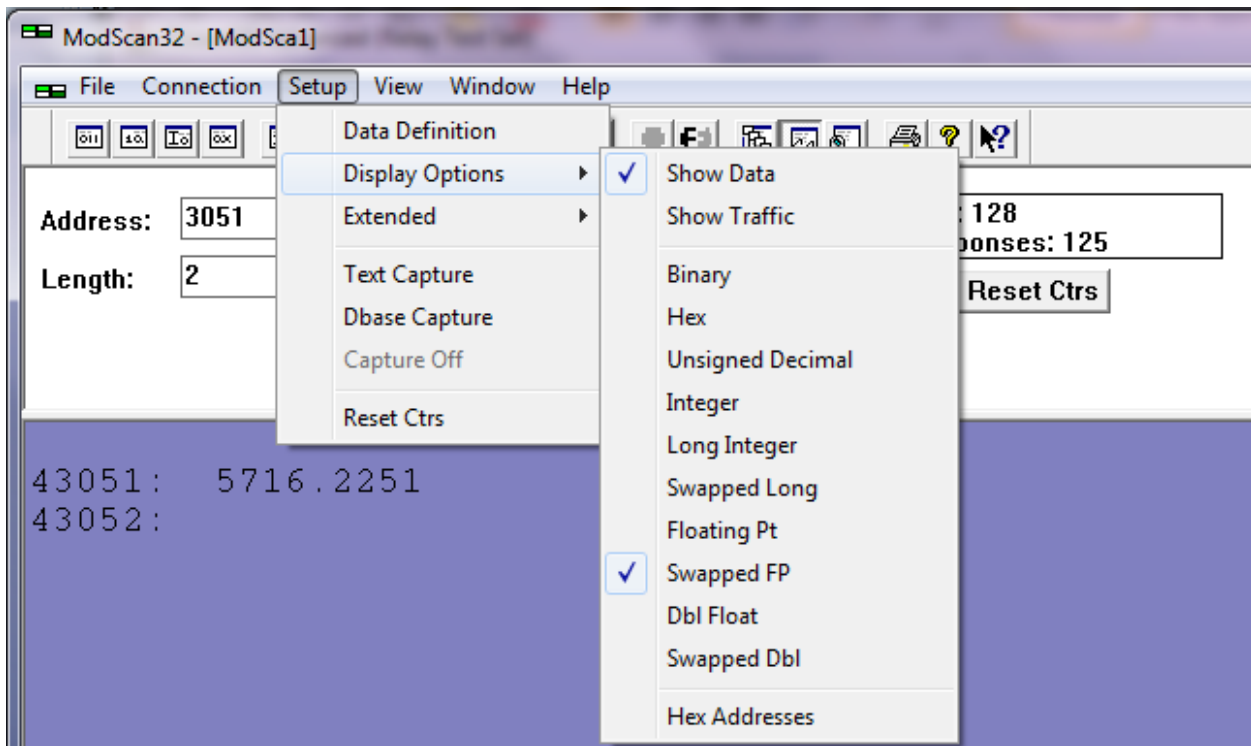 ModScan32 - [ModSca1]
File Connection Setup View Window Help
Data Definition
Display Options
Extended
Text Capture
Dbase Capture
Capture Off
Reset Ctrs
Show Data
Show Traffic
Binary
Hex
Unsigned Decimal
Integer
Long Integer
Swapped Long
Floating Pt
Swapped FP
Dbl Float
Swapped Dbl
Hex Addresses
Address: 3051
Length: 2
: 128
ponses: 125
Reset Ctrs
43051: 5716.2251
43052: